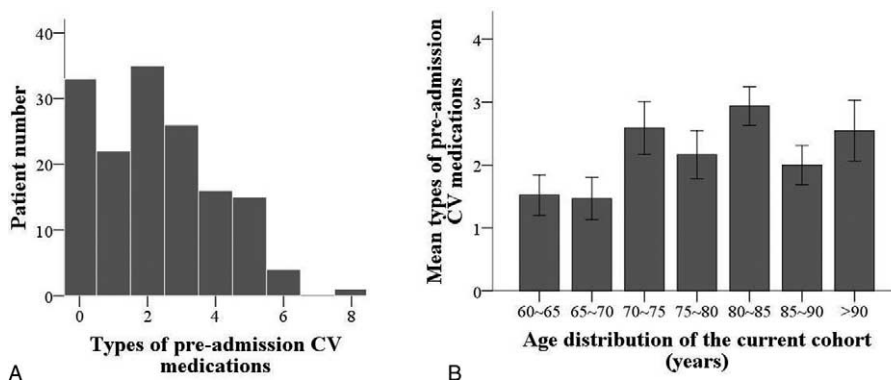 40
30
20
10
0
Patient number
0 2 4 6 8
Types of pre-admission CV
medications
A
4
3
2
1
0
Mean types of pre-admission
CV medications
60~65 65~70 70~75 75~80 80~85 85~90 >90
Age distribution of the current cohort
(years)
B